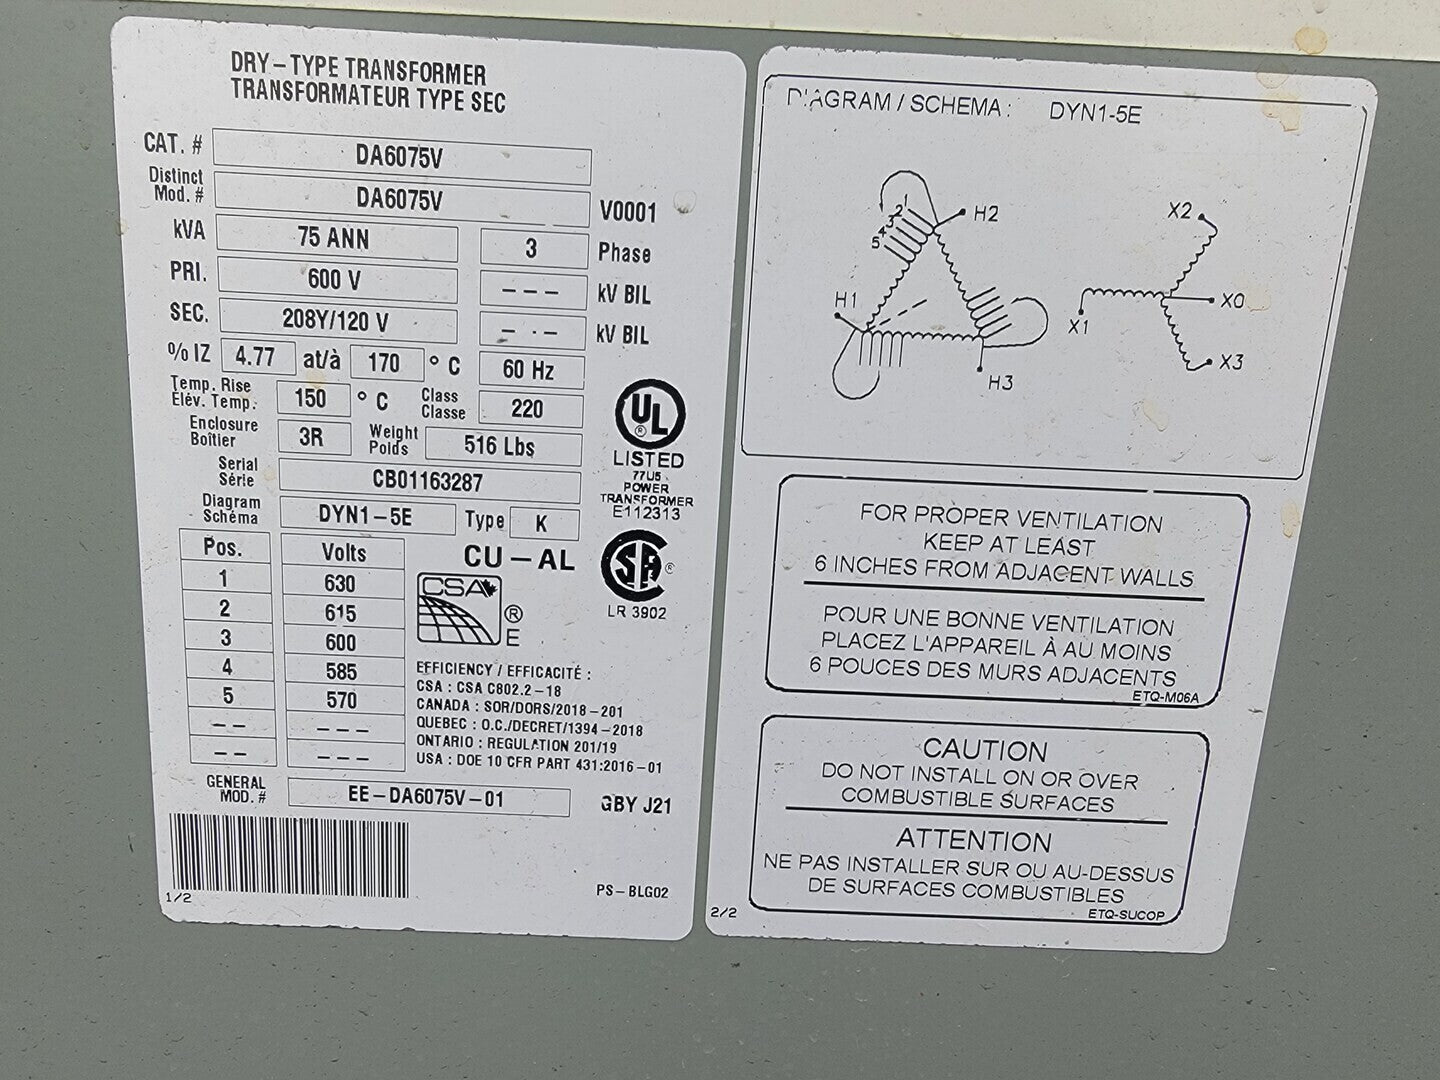 DRY-TYPE TRANSFORMER
TRANSFORMATEUR TYPE SEC
CAT. # DA6075V
Distinct Mod. # DA6075V V0001
kVA 75 ANN 3 Phase
PRI. 600 V --- kV BIL
SEC. 208Y/120 V - · - kV BIL
% IZ 4.77 at/à 170 ° C 60 Hz
Temp. Rise
Élév. Temp. 150 ° C Class
Classe 220
Enclosure
Boîtier 3R Weight
Poids 516 Lbs
Serial
Série CB01163287
Diagram
Schéma DYN1-5E Type K
Pos. Volts
1 630
2 615
3 600
4 585
5 570
-- ---
-- ---
CU-AL
CSA ®
E
UL ®
LISTED
77U5
POWER
TRANSFORMER
E112313
SA ®
LR 3902
EFFICIENCY / EFFICACITÉ :
CSA : CSA C802.2-18
CANADA : SOR/DORS/2018-201
QUEBEC : O.C./DECRET/1394-2018
ONTARIO : REGULATION 201/19
USA : DOE 10 CFR PART 431:2016-01
GENERAL
MOD. # EE-DA6075V-01 GBY J21
1/2
PS-BLG02
DIAGRAM / SCHEMA : DYN1-5E
1
2
4
5
H2
H1
H3
X2
X0
X1
X3
FOR PROPER VENTILATION
KEEP AT LEAST
6 INCHES FROM ADJACENT WALLS
POUR UNE BONNE VENTILATION
PLACEZ L'APPAREIL À AU MOINS
6 POUCES DES MURS ADJACENTS
ETQ-M06A
CAUTION
DO NOT INSTALL ON OR OVER
COMBUSTIBLE SURFACES
ATTENTION
NE PAS INSTALLER SUR OU AU-DESSUS
DE SURFACES COMBUSTIBLES
ETQ-SUCOP
2/2